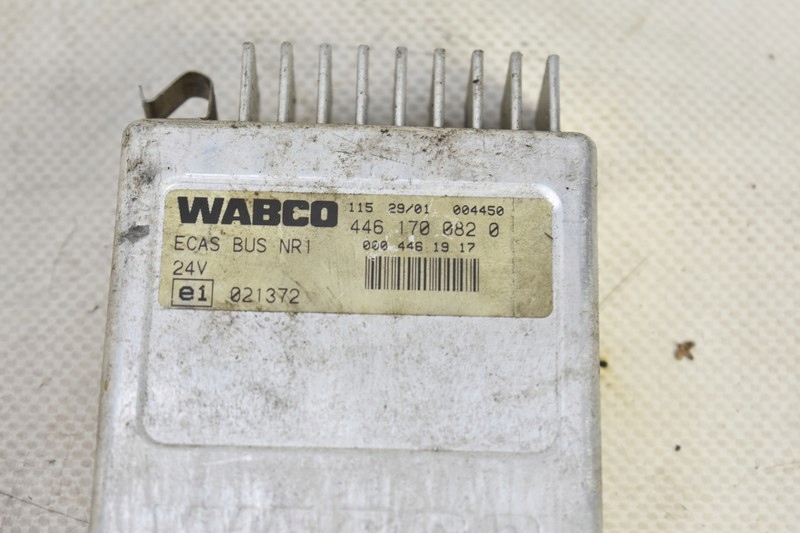 WABCO 115 29/01 004450
446 170 082 0
ECAS BUS NR1 000 446 19 17
24V
e1 021372